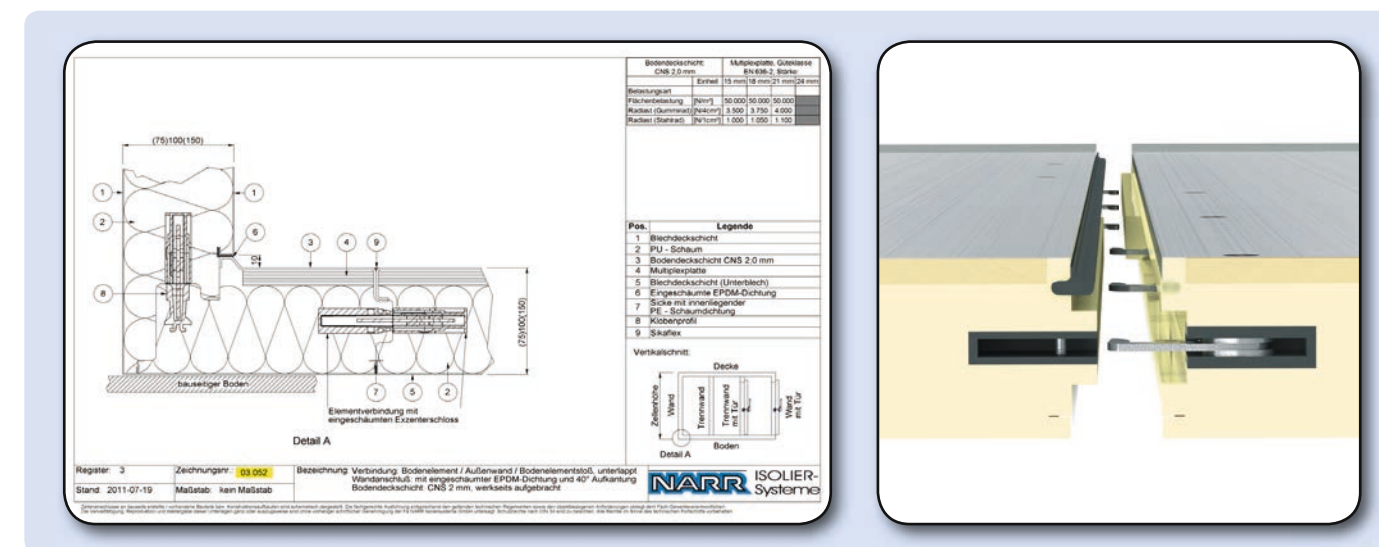 Bodendeckschicht: CNS 2,0 mm
Multiplexplatte, Güteklasse EN 636-2, Stärke:
Einheit 15 mm 18 mm 21 mm 24 mm
Belastungsart
Flächenbelastung [N/m²] 50.000 50.000 50.000
Radlast (Gummirad) [N/4cm²] 3.500 3.750 4.000
Radlast (Stahlrad) [N/1cm²] 1.000 1.050 1.100
(75)100(150)
1
1
2
6
10
3
4
9
8
(75)100(150)
bauseitiger Boden
7
5
2
Elementverbindung mit
eingeschäumten Exzenterschloss
Detail A
Pos. Legende
1 Blechdeckschicht
2 PU - Schaum
3 Bodendeckschicht CNS 2,0 mm
4 Multiplexplatte
5 Blechdeckschicht (Unterblech)
6 Eingeschäumte EPDM-Dichtung
7 Sicke mit innenliegender
PE - Schaumdichtung
8 Klobenprofil
9 Sikaflex
Vertikalschnitt:
Decke
Zellenhöhe
Wand
Trennwand
Trennwand mit Tür
Wand mit Tür
Boden
Detail A
Register: 3
Zeichnungsnr.: 03.052
Bezeichnung: Verbindung: Bodenelement / Außenwand / Bodenelementstoß, unterlappt
Wandanschluß: mit eingeschäumter EPDM-Dichtung und 40° Aufkantung
Bodendeckschicht: CNS 2 mm, werkseits aufgebracht
Stand: 2011-07-19
Maßstab: kein Maßstab
NARR ISOLIER-
Systeme